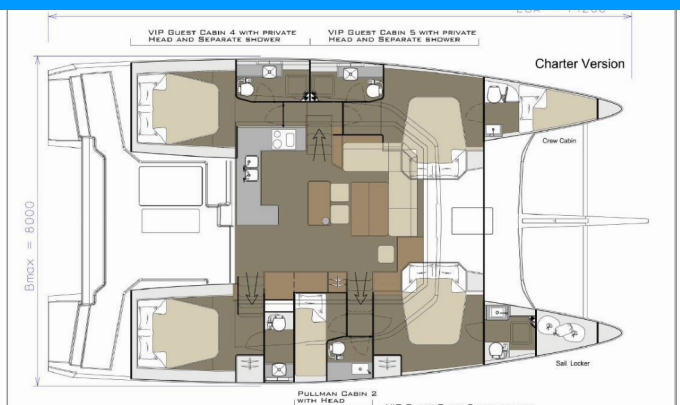 VIP GUEST CABIN 4 WITH PRIVATE
HEAD AND SEPARATE SHOWER
VIP GUEST CABIN 5 WITH PRIVATE
HEAD AND SEPARATE SHOWER
Charter Version
Crew Cabin
Bmax = 8000
Sail Locker
PULLMAN CABIN 2
WITH HEAD